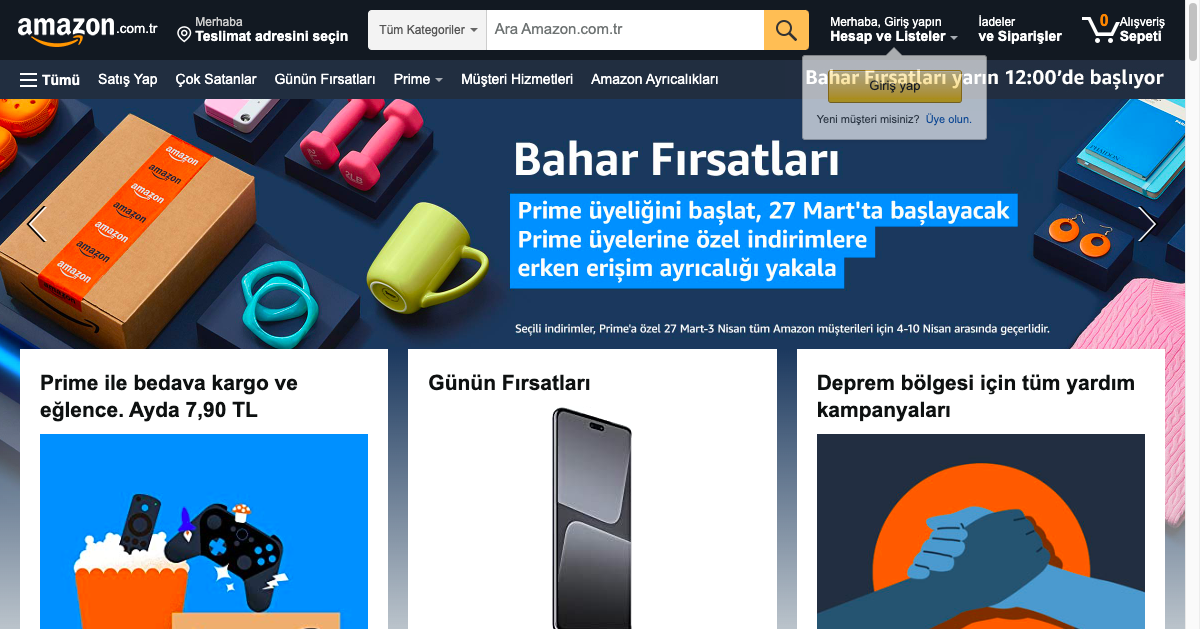 amazon.com.tr
Merhaba
Teslimat adresini seçin
Tüm Kategoriler
Ara Amazon.com.tr
Merhaba, Giriş yapın
Hesap ve Listeler
İadeler
ve Siparişler
0
Alışveriş
Sepeti
Tümü
Satış Yap
Çok Satanlar
Günün Fırsatları
Prime
Müşteri Hizmetleri
Amazon Ayrıcalıkları
Bahar Fırsatları yarın 12:00’de başlıyor
Giriş yap
Yeni müşteri misiniz? Üye olun.
amazon
amazon
amazon
amazon
amazon
amazon
amazon
2LB
2LB
Bahar Fırsatları
Prime üyeliğini başlat, 27 Mart'ta başlayacak
Prime üyelerine özel indirimlere
erken erişim ayrıcalığı yakala
Seçili indirimler, Prime'a özel 27 Mart-3 Nisan tüm Amazon müşterileri için 4-10 Nisan arasında geçerlidir.
Prime ile bedava kargo ve
eğlence. Ayda 7,90 TL
Günün Fırsatları
Deprem bölgesi için tüm yardım
kampanyaları